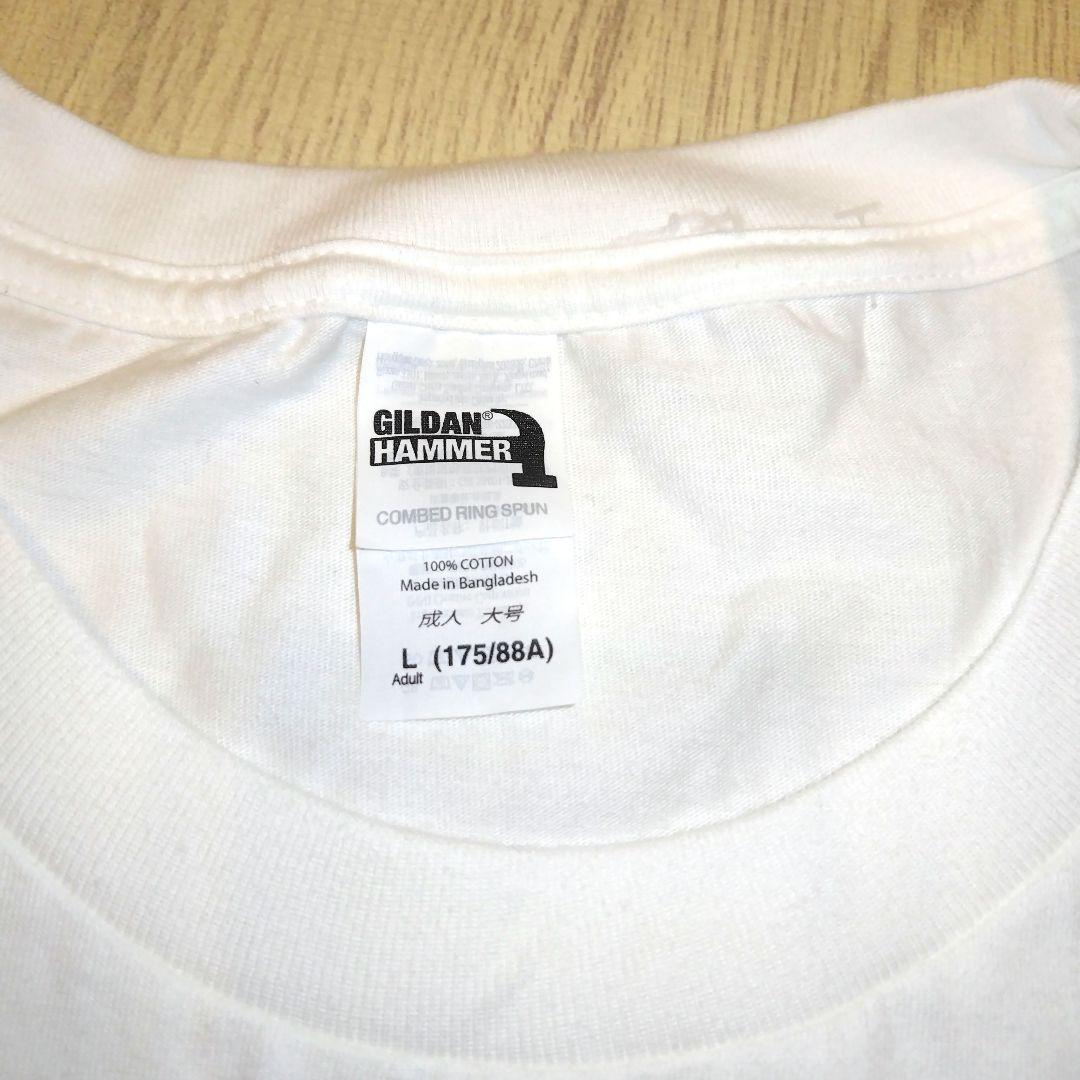 GILDAN®
HAMMER
COMBED RING SPUN
100% COTTON
Made in Bangladesh
成人 大号
L (175/88A)
Adult